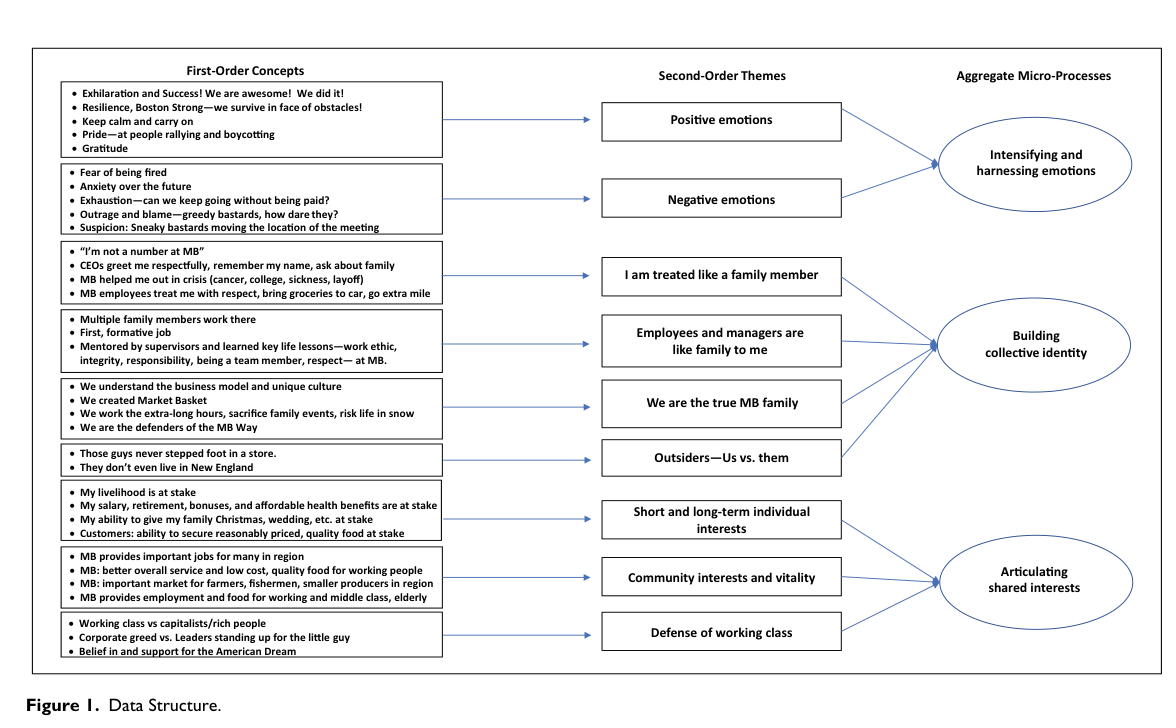 First-Order Concepts
Second-Order Themes
Aggregate Micro-Processes
• Exhilaration and Success! We are awesome!  We did it!
• Resilience, Boston Strong—we survive in face of obstacles!
• Keep calm and carry on
• Pride—at people rallying and boycotting
• Gratitude
Positive emotions
• Fear of being fired
• Anxiety over the future
• Exhaustion—can we keep going without being paid?
• Outrage and blame—greedy bastards, how dare they?
• Suspicion: Sneaky bastards moving the location of the meeting
Negative emotions
Intensifying and
harnessing emotions
• “I’m not a number at MB”
• CEOs greet me respectfully, remember my name, ask about family
• MB helped me out in crisis (cancer, college, sickness, layoff)
• MB employees treat me with respect, bring groceries to car, go extra mile
I am treated like a family member
• Multiple family members work there
• First, formative job
• Mentored by supervisors and learned key life lessons—work ethic,
integrity, responsibility, being a team member, respect— at MB.
Employees and managers are
like family to me
• We understand the business model and unique culture
• We created Market Basket
• We work the extra-long hours, sacrifice family events, risk life in snow
• We are the defenders of the MB Way
We are the true MB family
• Those guys never stepped foot in a store.
• They don’t even live in New England
Outsiders—Us vs. them
Building
collective identity
• My livelihood is at stake
• My salary, retirement, bonuses, and affordable health benefits are at stake
• My ability to give my family Christmas, wedding, etc. at stake
• Customers: ability to secure reasonably priced, quality food at stake
Short and long-term individual
interests
• MB provides important jobs for many in region
• MB: better overall service and low cost, quality food for working people
• MB: important market for farmers, fishermen, smaller producers in region
• MB provides employment and food for working and middle class, elderly
Community interests and vitality
• Working class vs capitalists/rich people
• Corporate greed vs. Leaders standing up for the little guy
• Belief in and support for the American Dream
Defense of working class
Articulating
shared interests
Figure 1. Data Structure.